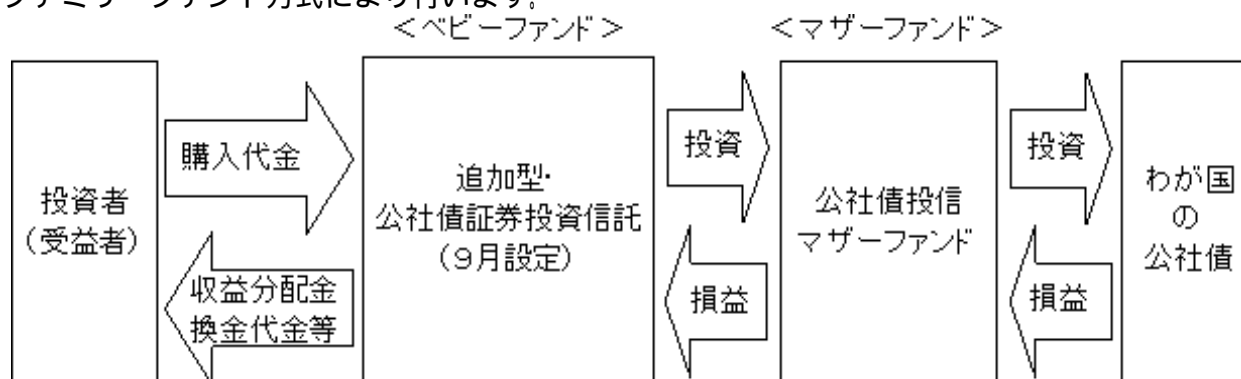 ファミリーファンド方式により行います。
＜ベビーファンド＞
＜マザーファンド＞
投資者
（受益者）
購入代金
収益分配金
換金代金等
追加型・
公社債証券投資信託
（９月設定）
投資
損益
公社債投信
マザーファンド
投資
損益
わが国
の
公社債